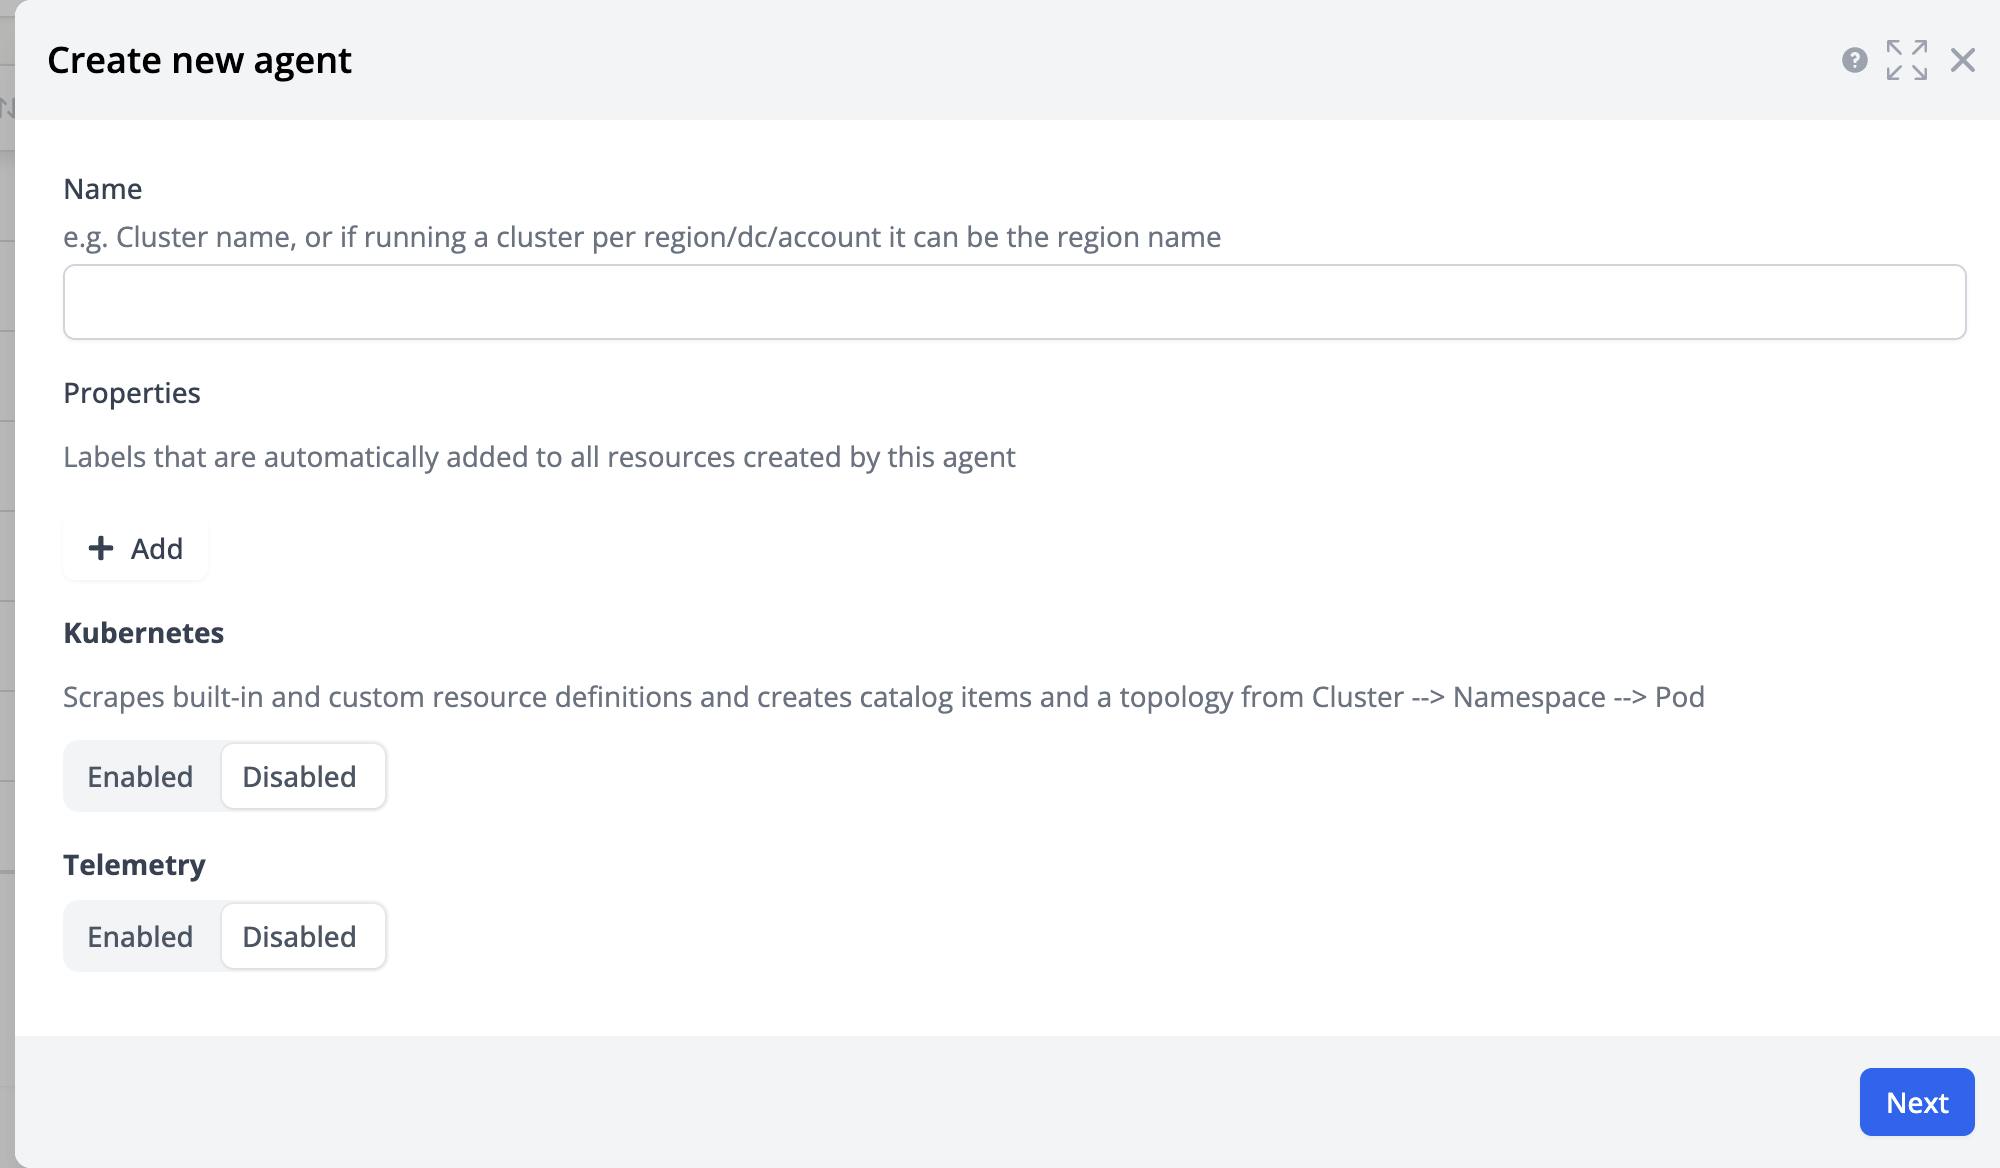 Create new agent
Name
e.g. Cluster name, or if running a cluster per region/dc/account it can be the region name
Properties
Labels that are automatically added to all resources created by this agent
Add
Kubernetes
Scrapes built-in and custom resource definitions and creates catalog items and a topology from Cluster --> Namespace --> Pod
Enabled Disabled
Telemetry
Enabled Disabled
Next